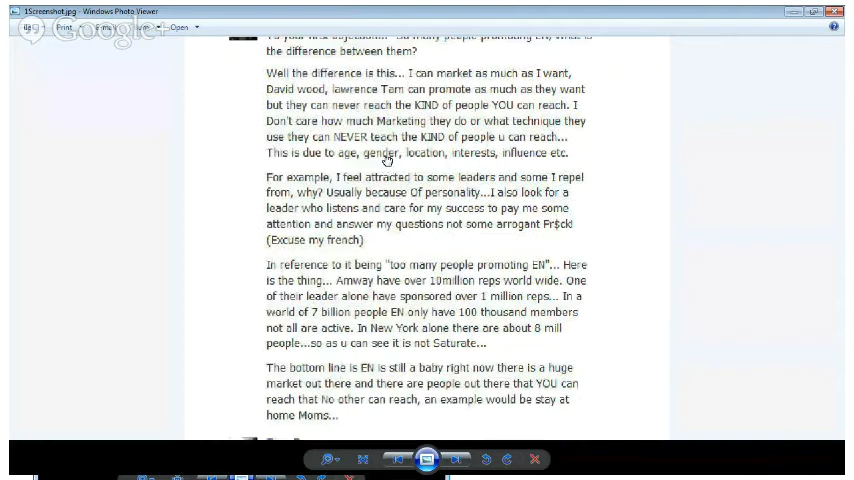 1Screenshot.jpg - Windows Photo Viewer
Print
Open
Google+
the difference between them?
Well the difference is this... I can market as much as I want,
David wood, lawrence Tam can promote as much as they want
but they can never reach the KIND of people YOU can reach. I
Don't care how much Marketing they do or what technique they
use they can NEVER teach the KIND of people u can reach...
This is due to age, gender, location, interests, influence etc.
For example, I feel attracted to some leaders and some I repel
from, why? Usually because Of personality...I also look for a
leader who listens and care for my success to pay me some
attention and answer my questions not some arrogant Fr$ck!
(Excuse my french)
In reference to it being "too many people promoting EN"... Here
is the thing... Amway have over 10million reps world wide. One
of their leader alone have sponsored over 1 million reps... In a
world of 7 billion people EN only have 100 thousand members
not all are active. In New York alone there are about 8 mill
people...so as u can see it is not Saturate...
The bottom line is EN is still a baby right now there is a huge
market out there and there are people out there that YOU can
reach that No other can reach, an example would be stay at
home Moms...